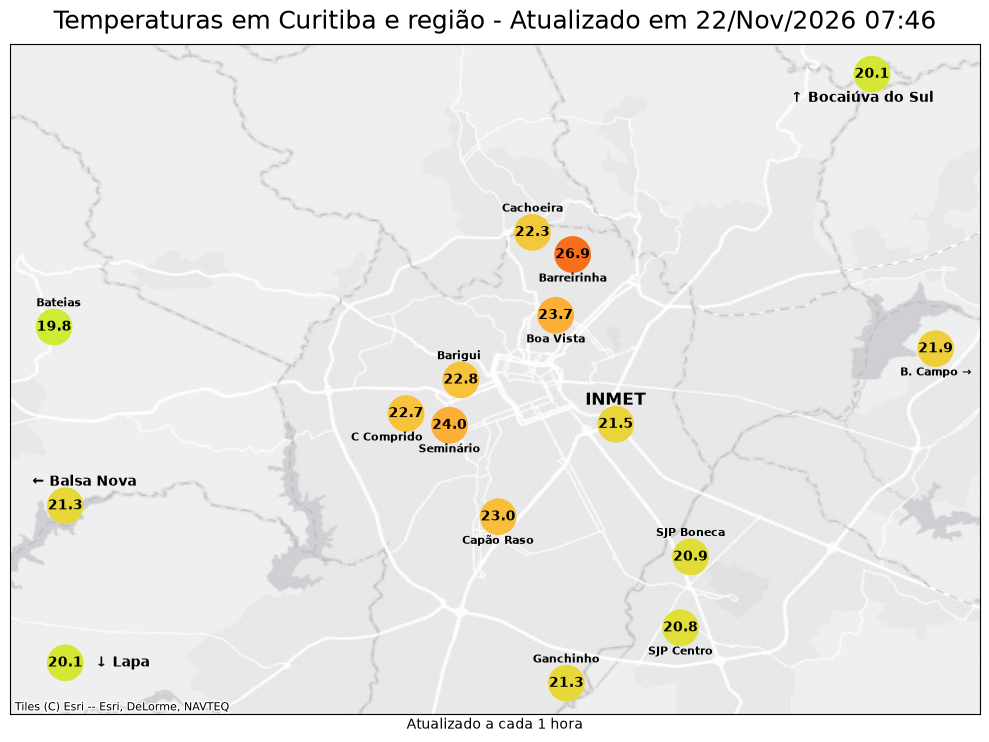 Temperaturas em Curitiba e região - Atualizado em 22/Nov/2026 07:46
20.1
↑ Bocaiúva do Sul
Cachoeira
22.3
26.9
Barreirinha
Bateias
19.8
23.7
Boa Vista
21.9
B. Campo →
Barigui
22.8
INMET
21.5
22.7
C Comprido
24.0
Seminário
← Balsa Nova
21.3
23.0
Capão Raso
SJP Boneca
20.9
20.8
SJP Centro
20.1 ↓ Lapa
Ganchinho
21.3
Tiles (C) Esri -- Esri, DeLorme, NAVTEQ
Atualizado a cada 1 hora